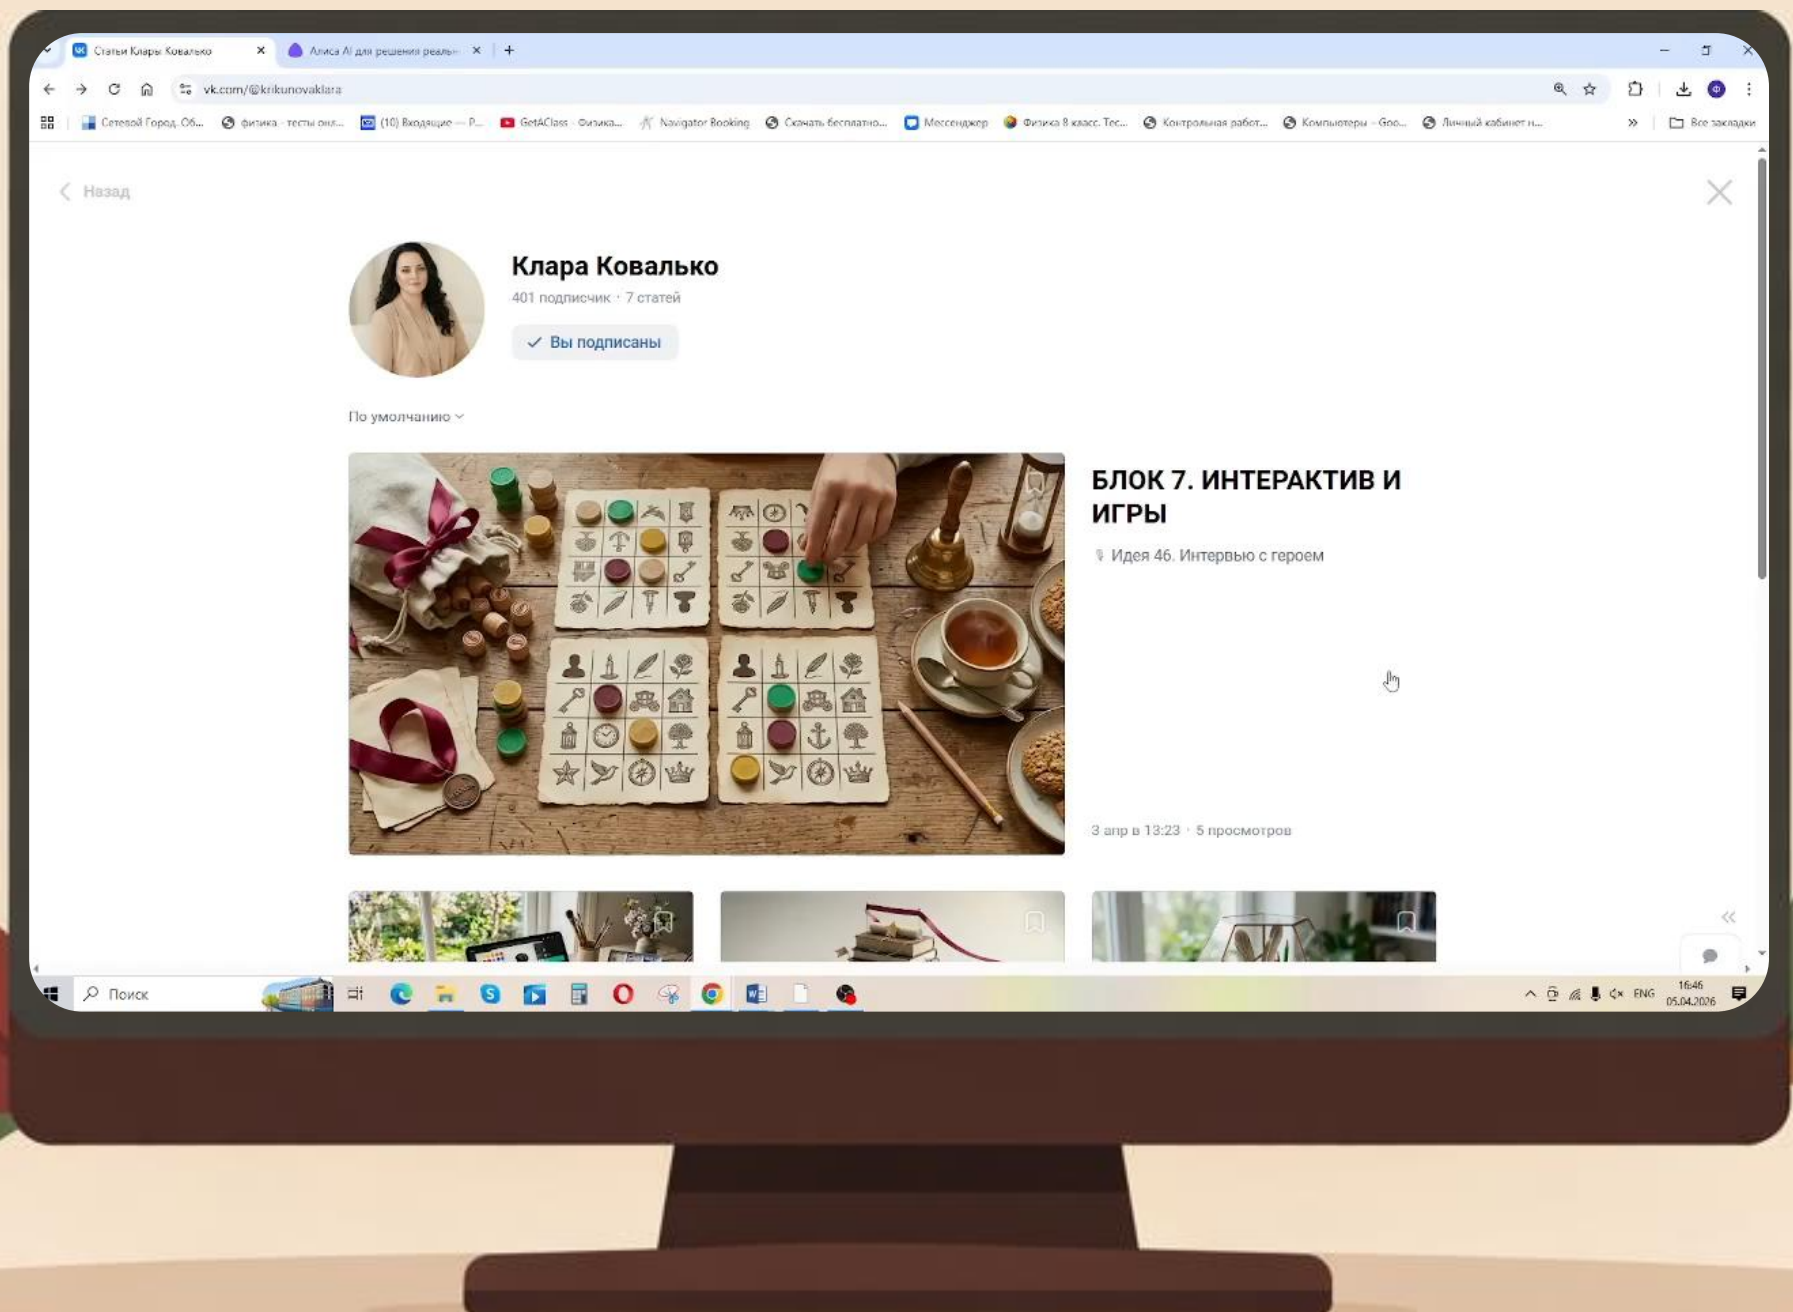 Статьи Клары Ковалько
Алиса AI для решения реальн
vk.com/@krikunovaklara
Сетевой Город. Об...
физика - тесты онл...
(10) Входящие — Р...
GetAClass - Физика...
Navigator Booking
Скачать бесплатно...
Мессенджер
Физика 8 класс. Тес...
Контрольная работ...
Компьютеры – Goo...
Личный кабинет н...
»
Все закладки
Назад
Клара Ковалько
401 подписчик · 7 статей
Вы подписаны
По умолчанию
БЛОК 7. ИНТЕРАКТИВ И
ИГРЫ
Идея 46. Интервью с героем
3 апр в 13:23 · 5 просмотров
Поиск
ENG
16:46
05.04.2026